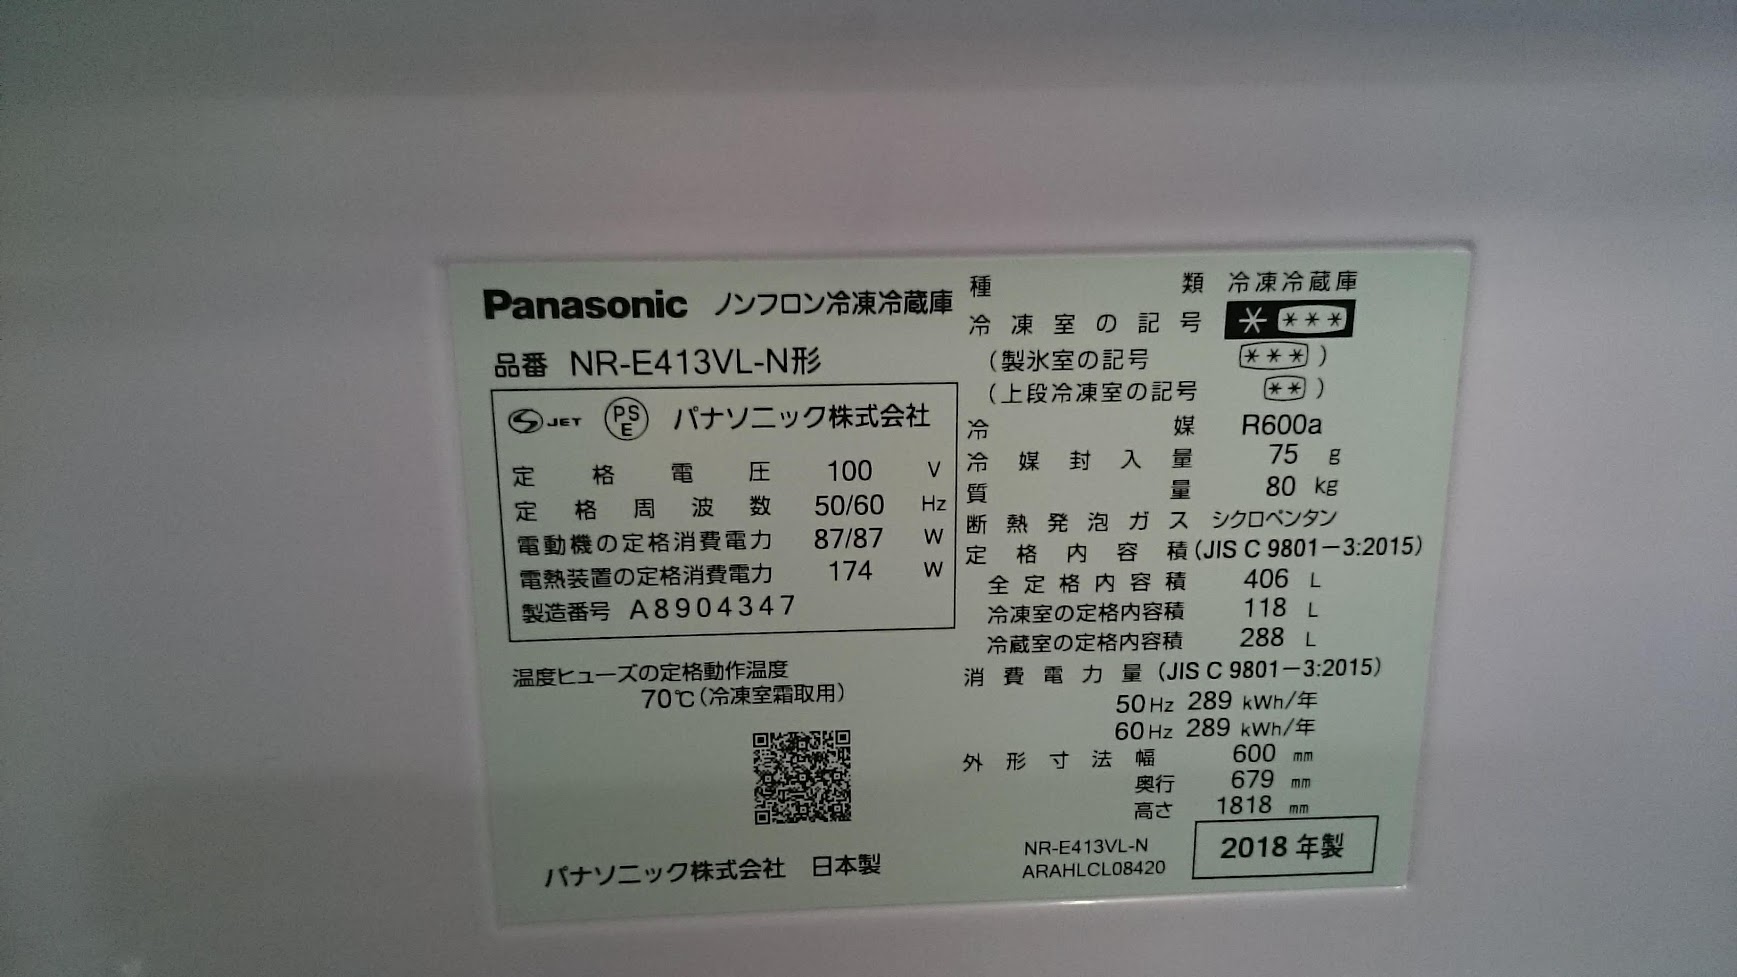 Panasonic ノンフロン冷凍冷蔵庫
品番 NR-E413VL-N形
JET PSE パナソニック株式会社
定格電圧 100 V
定格周波数 50/60 Hz
電動機の定格消費電力 87/87 W
電熱装置の定格消費電力 174 W
製造番号 A8904347
温度ヒューズの定格動作温度
70℃(冷凍室霜取用)
パナソニック株式会社 日本製
種類 冷凍冷蔵庫
冷凍室の記号 * ***
(製氷室の記号 ***)
(上段冷凍室の記号 **)
冷媒 R600a
冷媒封入量 75 g
質量 80 kg
断熱発泡ガス シクロペンタン
定格内容積(JIS C 9801-3:2015)
全定格内容積 406 L
冷凍室の定格内容積 118 L
冷蔵室の定格内容積 288 L
消費電力量(JIS C 9801-3:2015)
50Hz 289 kWh/年
60Hz 289 kWh/年
外形寸法 幅 600 mm
奥行 679 mm
高さ 1818 mm
NR-E413VL-N
ARAHLCL08420
2018年製